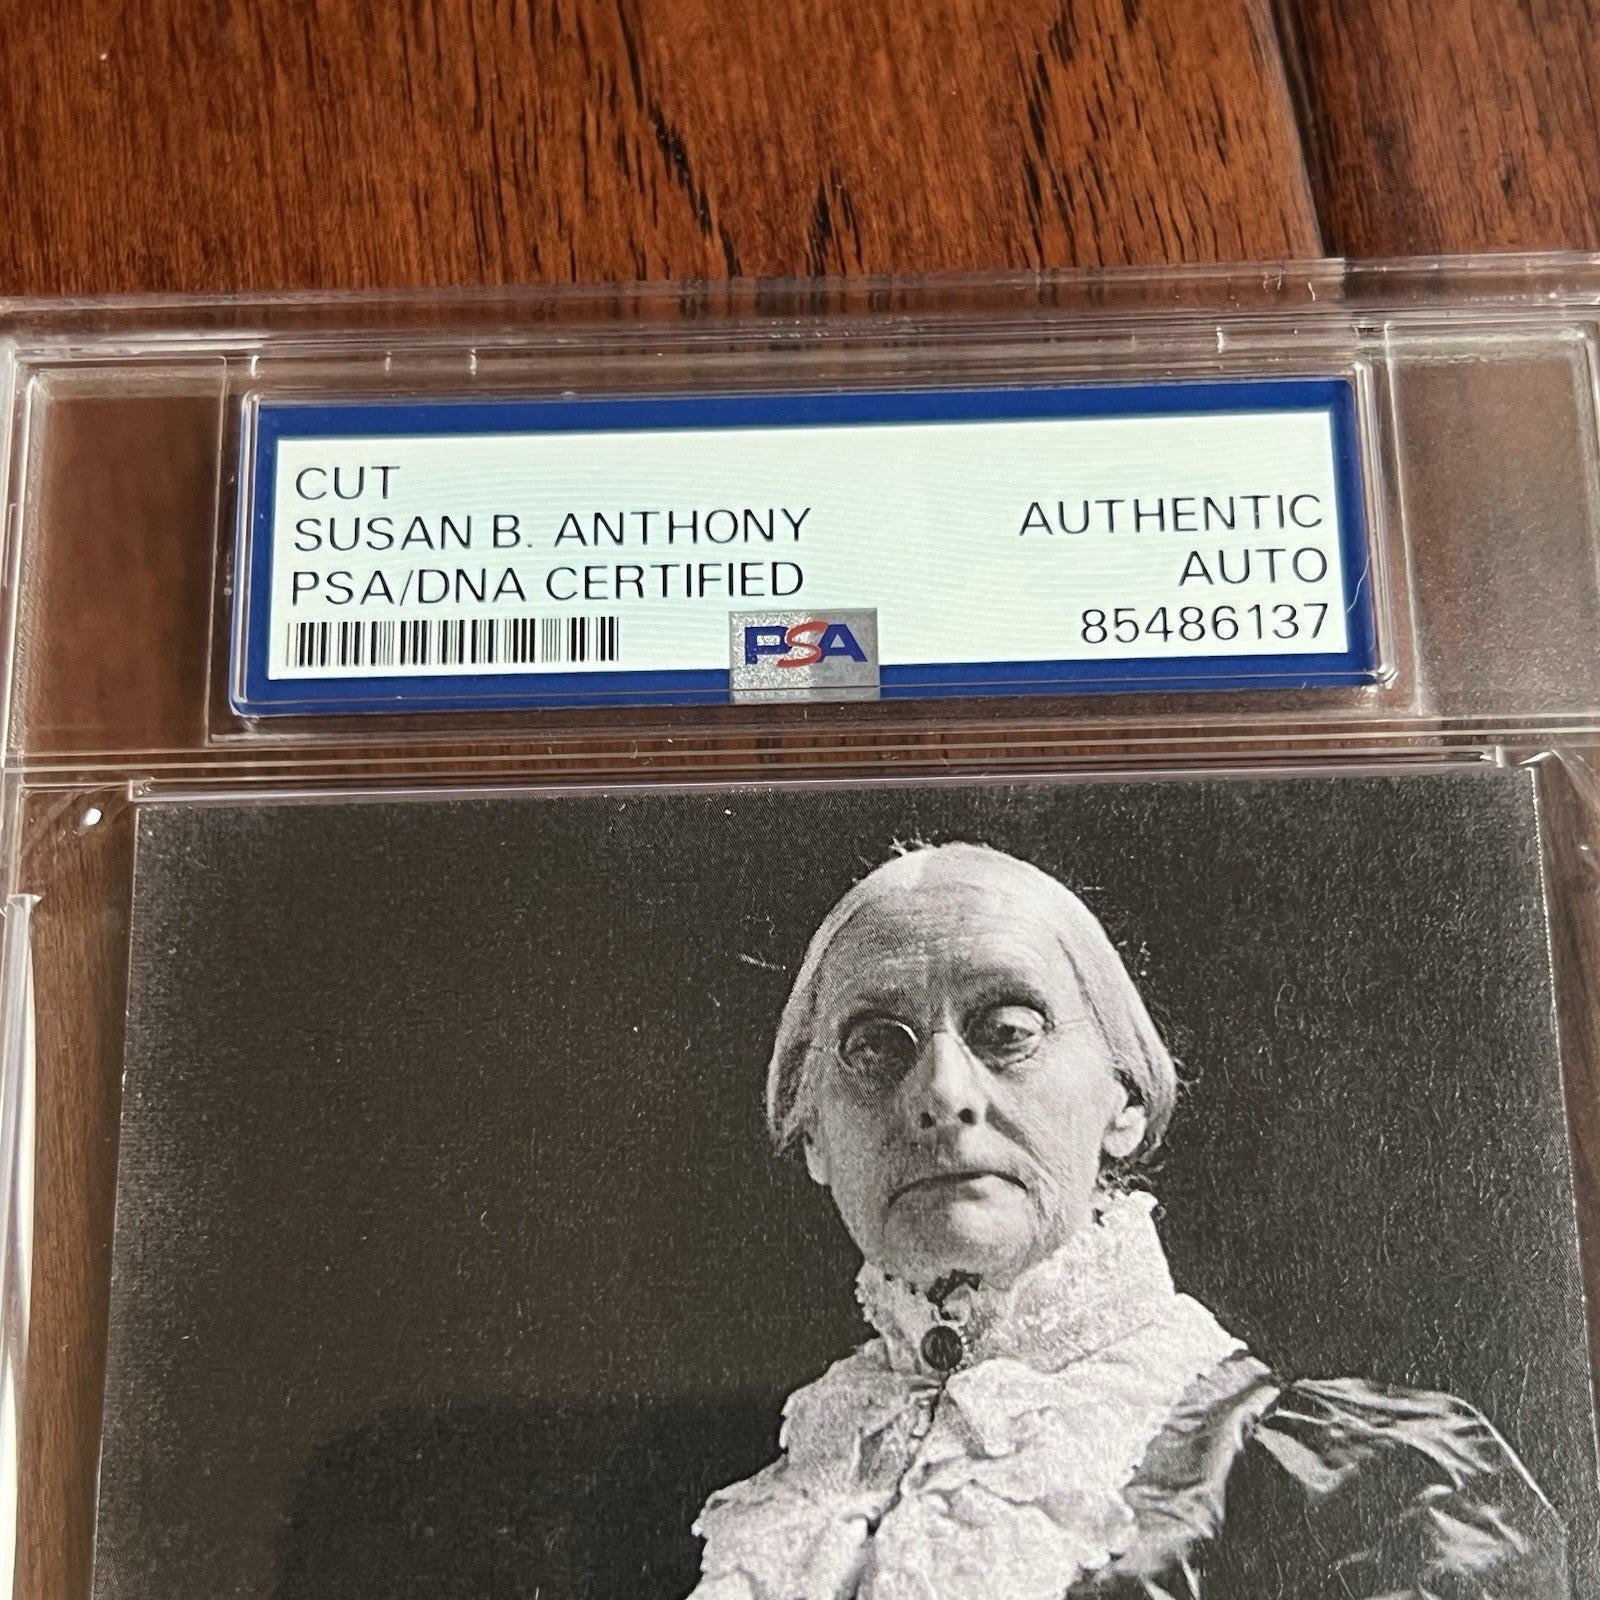 CUT
SUSAN B. ANTHONY
PSA/DNA CERTIFIED
AUTHENTIC
AUTO
85486137
PSA